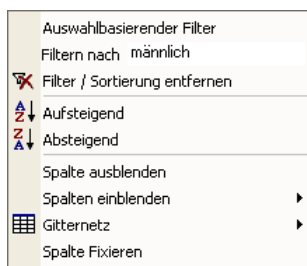 Auswahlbasierender Filter
Filtern nach männlich
Filter / Sortierung entfernen
Aufsteigend
Absteigend
Spalte ausblenden
Spalten einblenden
Gitternetz
Spalte Fixieren